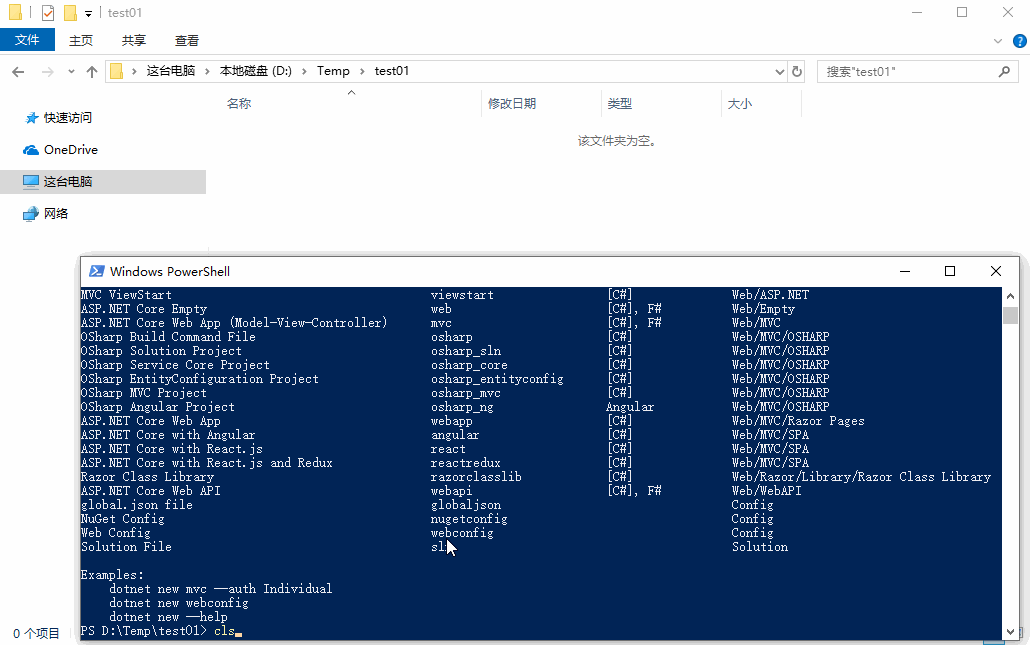 test01
文件 主页 共享 查看
这台电脑 本地磁盘 (D:) Temp test01 搜索"test01"
名称 修改日期 类型 大小
快速访问
该文件夹为空。
OneDrive
这台电脑
网络
Windows PowerShell
MVC ViewStart viewstart [C#] Web/ASP.NET
ASP.NET Core Empty web [C#], F# Web/Empty
ASP.NET Core Web App (Model-View-Controller) mvc [C#], F# Web/MVC
OSharp Build Command File osharp [C#] Web/MVC/OSHARP
OSharp Solution Project osharp_sln [C#] Web/MVC/OSHARP
OSharp Service Core Project osharp_core [C#] Web/MVC/OSHARP
OSharp EntityConfiguration Project osharp_entityconfig [C#] Web/MVC/OSHARP
OSharp MVC Project osharp_mvc [C#] Web/MVC/OSHARP
OSharp Angular Project osharp_ng Angular Web/MVC/OSHARP
ASP.NET Core Web App webapp [C#] Web/MVC/Razor Pages
ASP.NET Core with Angular angular [C#] Web/MVC/SPA
ASP.NET Core with React.js react [C#] Web/MVC/SPA
ASP.NET Core with React.js and Redux reactredux [C#] Web/MVC/SPA
Razor Class Library razorclasslib [C#] Web/Razor/Library/Razor Class Library
ASP.NET Core Web API webapi [C#], F# Web/WebAPI
global.json file globaljson Config
NuGet Config nugetconfig Config
Web Config webconfig Config
Solution File Solution
Examples:
dotnet new mvc --auth Individual
dotnet new webconfig
dotnet new --help
PS D:\Temp\test01> cls
0 个项目